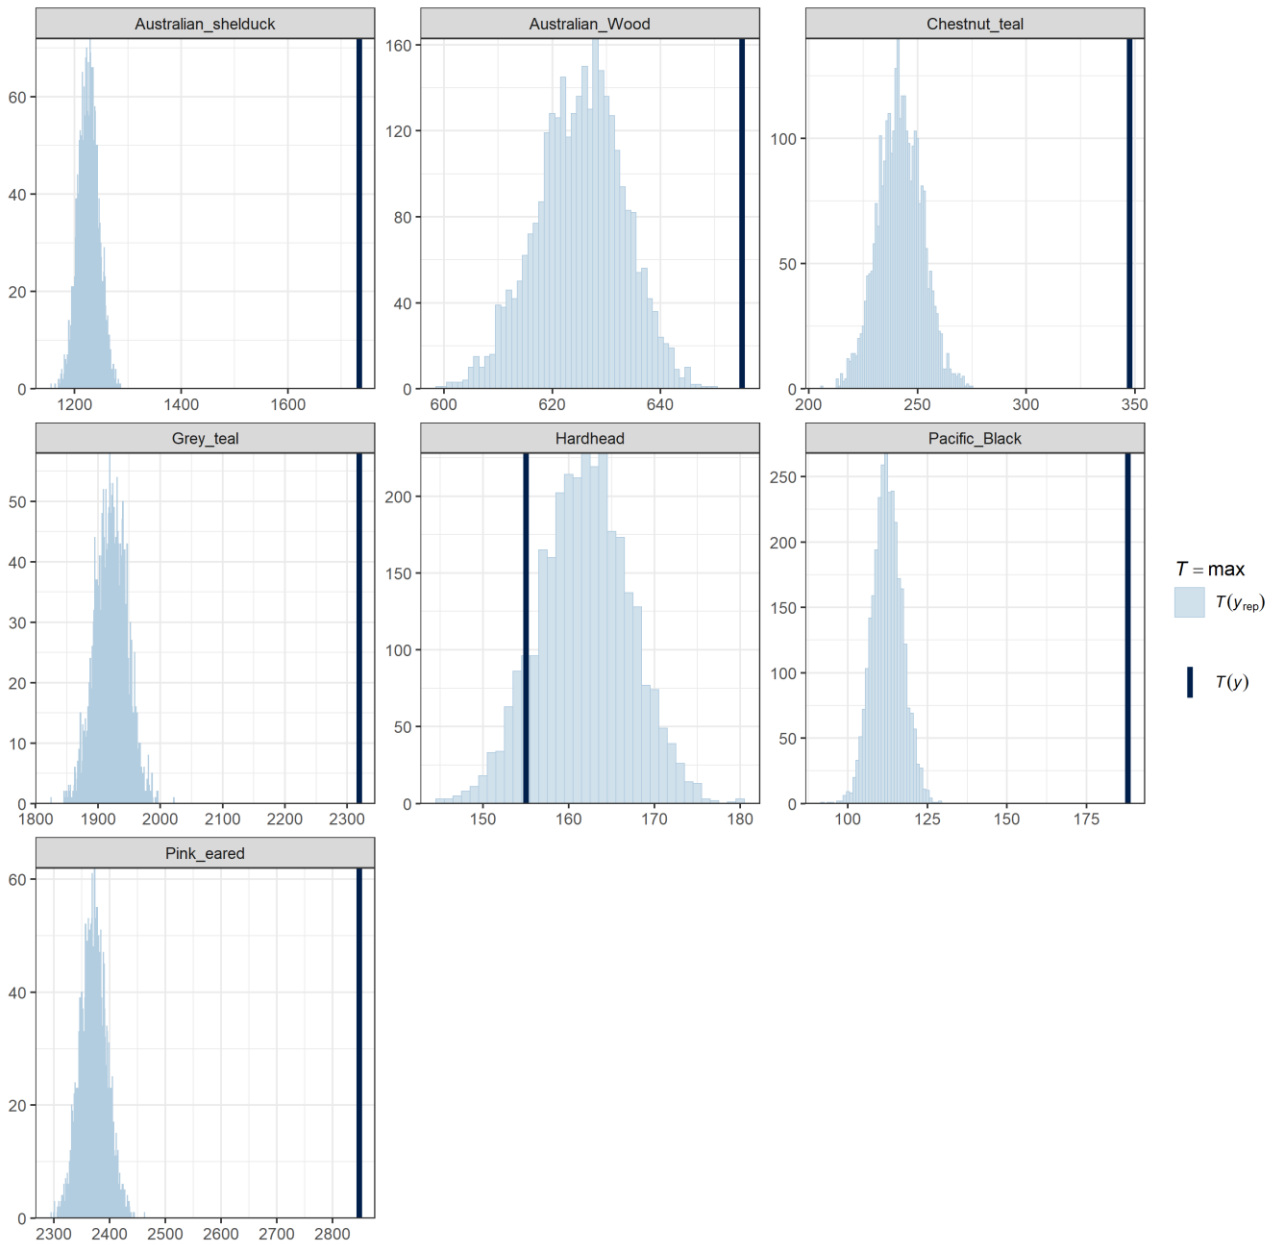 Australian_shelduck
60
40
20
0
1200 1400 1600
Australian_Wood
160
120
80
40
0
600 620 640
Chestnut_teal
100
50
0
200 250 300 350
Grey_teal
50
40
30
20
10
0
1800 1900 2000 2100 2200 2300
Hardhead
200
150
100
50
0
150 160 170 180
Pacific_Black
250
200
150
100
50
0
100 125 150 175
Pink_eared
60
40
20
0
2300 2400 2500 2600 2700 2800
T = max
T(yrep)
T(y)